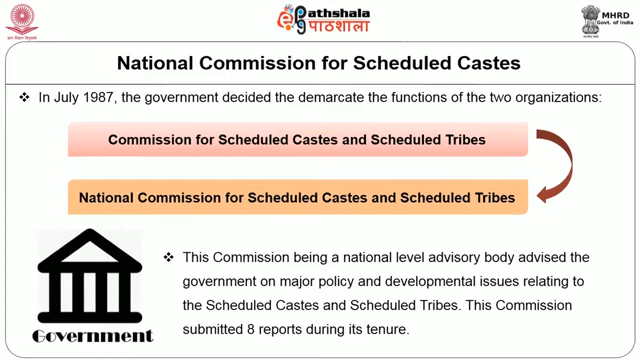 ePathshala
पाठशाला
MHRD
Govt. of India
National Commission for Scheduled Castes
❖ In July 1987, the government decided the demarcate the functions of the two organizations:
Commission for Scheduled Castes and Scheduled Tribes
National Commission for Scheduled Castes and Scheduled Tribes
❖ This Commission being a national level advisory body advised the
government on major policy and developmental issues relating to
the Scheduled Castes and Scheduled Tribes. This Commission
submitted 8 reports during its tenure.
Government